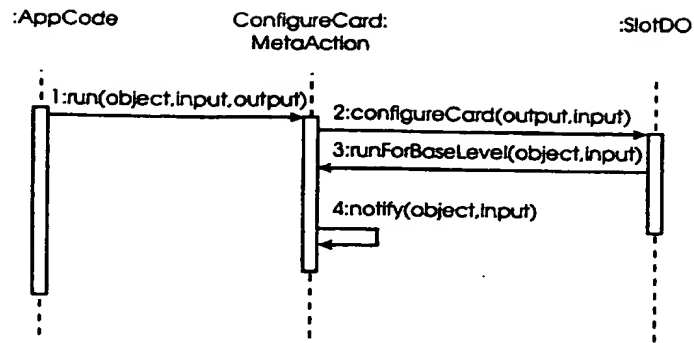 :AppCode
ConfigureCard:
MetaAction
:SlotDO
1:run(object,input,output)
2:configureCard(output,input)
3:runForBaseLevel(object,input)
4:notify(object,input)